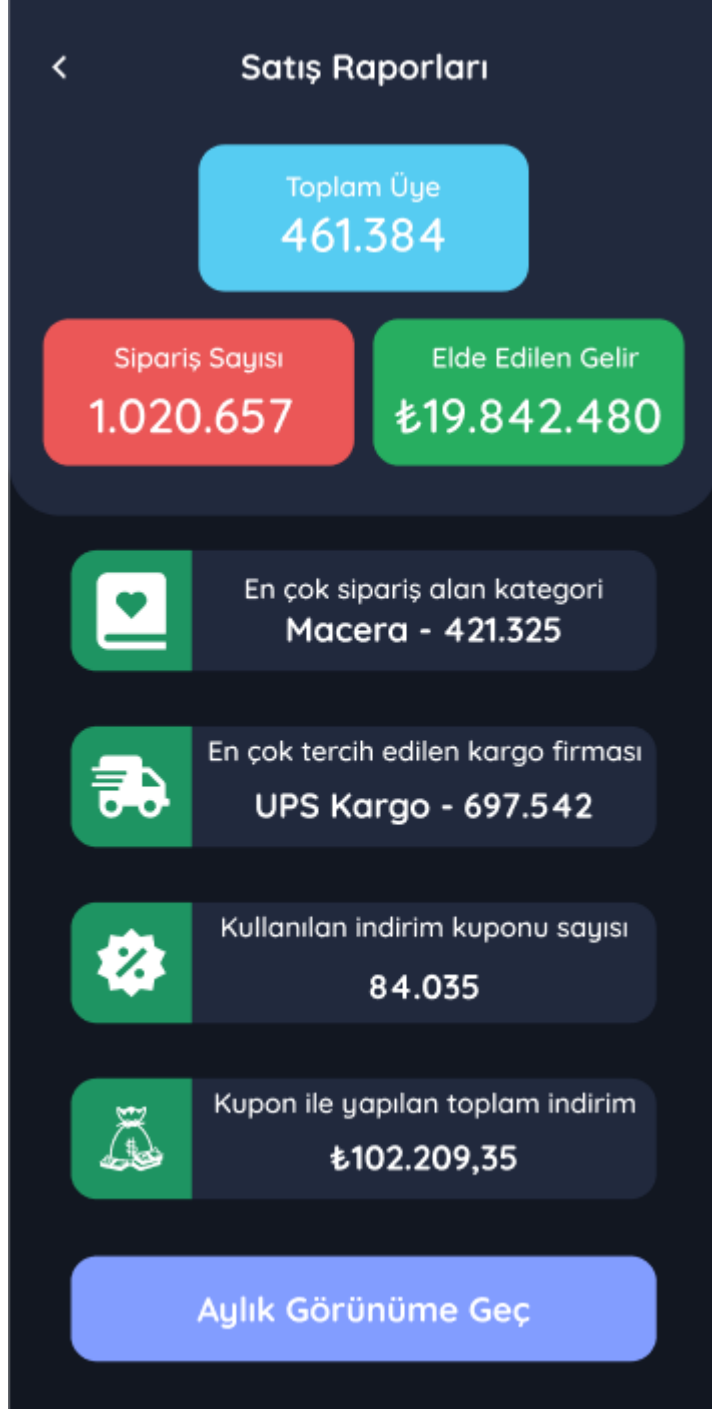 Satış Raporları
Toplam Üye
461.384
Sipariş Sayısı
1.020.657
Elde Edilen Gelir
₺19.842.480
En çok sipariş alan kategori
Macera - 421.325
En çok tercih edilen kargo firması
UPS Kargo - 697.542
Kullanılan indirim kuponu sayısı
84.035
Kupon ile yapılan toplam indirim
₺102.209,35
Aylık Görünüme Geç